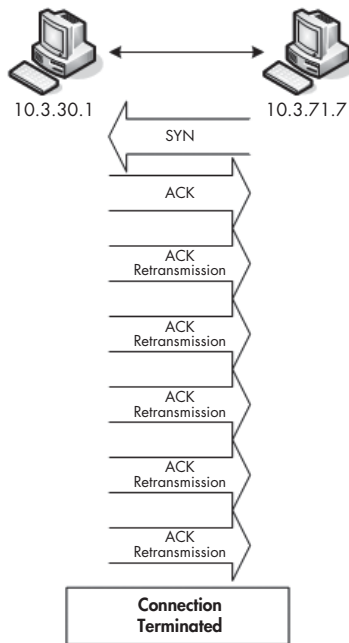 10.3.30.1
10.3.71.7
SYN
ACK
ACK
Retransmission
ACK
Retransmission
ACK
Retransmission
ACK
Retransmission
ACK
Retransmission
Connection
Terminated